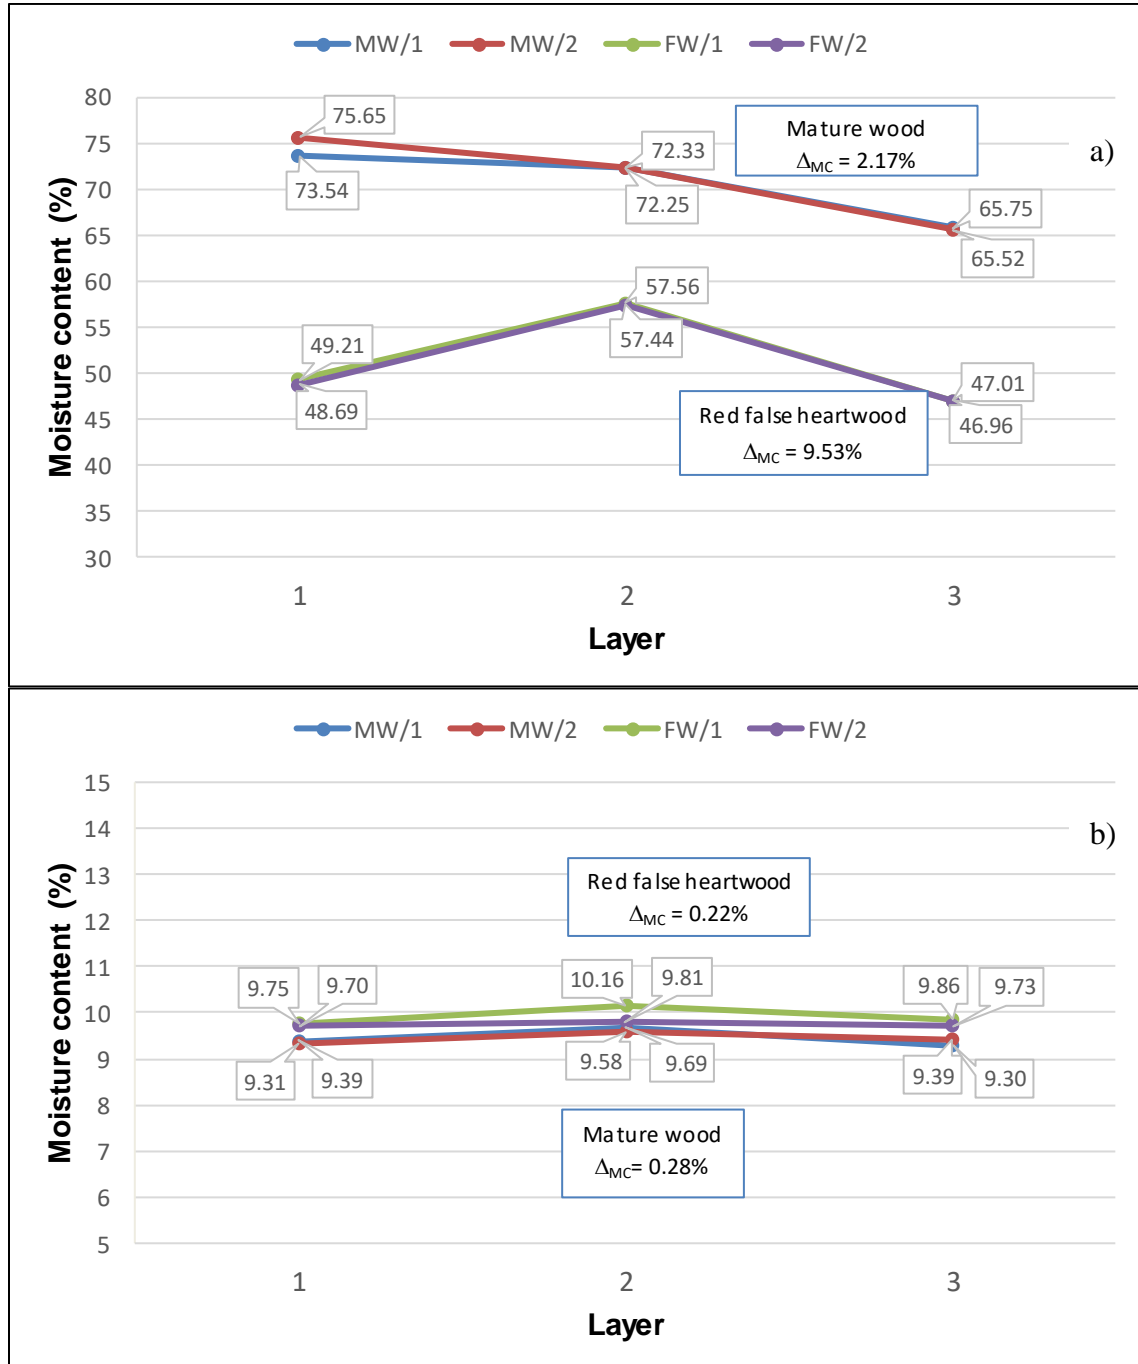 MW/1 MW/2 FW/1 FW/2
a)
Moisture content (%)
80
75
70
65
60
55
50
45
40
35
30
75.65
73.54
72.33
72.25
65.75
65.52
Mature wood
ΔMC = 2.17%
49.21
48.69
57.56
57.44
47.01
46.96
Red false heartwood
ΔMC = 9.53%
1 2 3
Layer
MW/1 MW/2 FW/1 FW/2
b)
Moisture content (%)
15
14
13
12
11
10
9
8
7
6
5
Red false heartwood
ΔMC = 0.22%
9.75 9.70 10.16 9.81 9.86 9.73
9.31 9.39 9.58 9.69 9.39 9.30
Mature wood
ΔMC= 0.28%
1 2 3
Layer